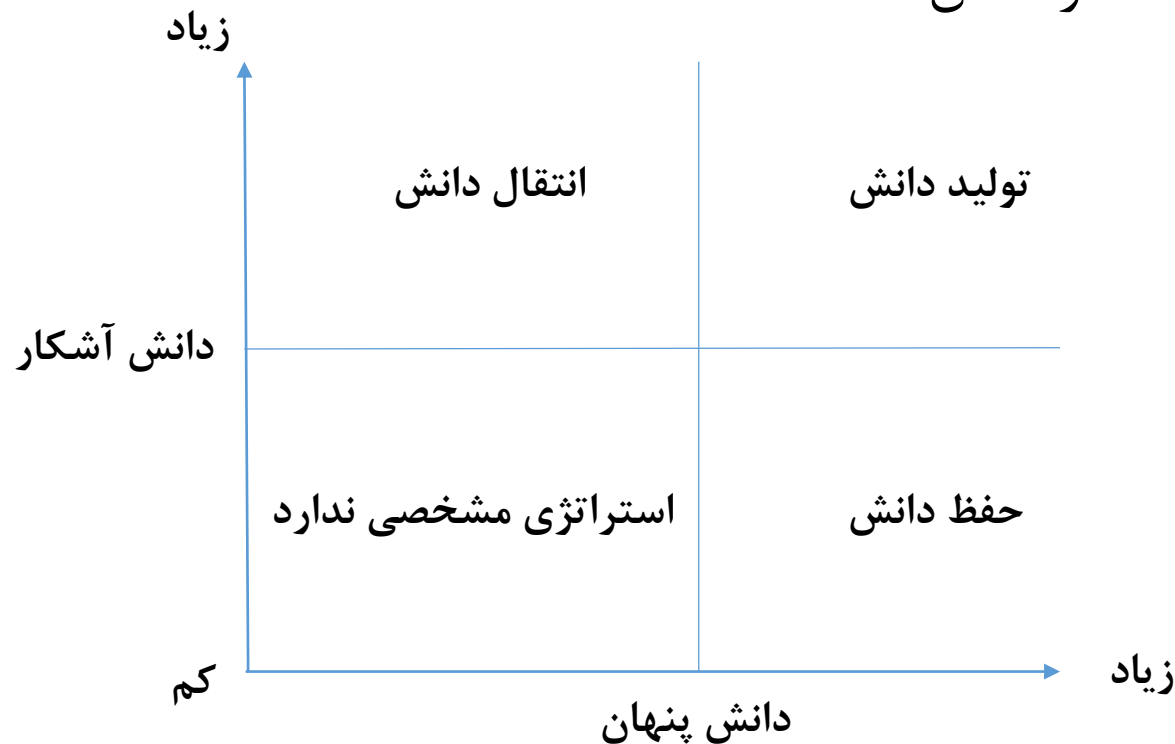 زیاد
تولید دانش
انتقال دانش
دانش آشکار
حفظ دانش
استراتژی مشخصی ندارد
زیاد
کم
دانش پنهان